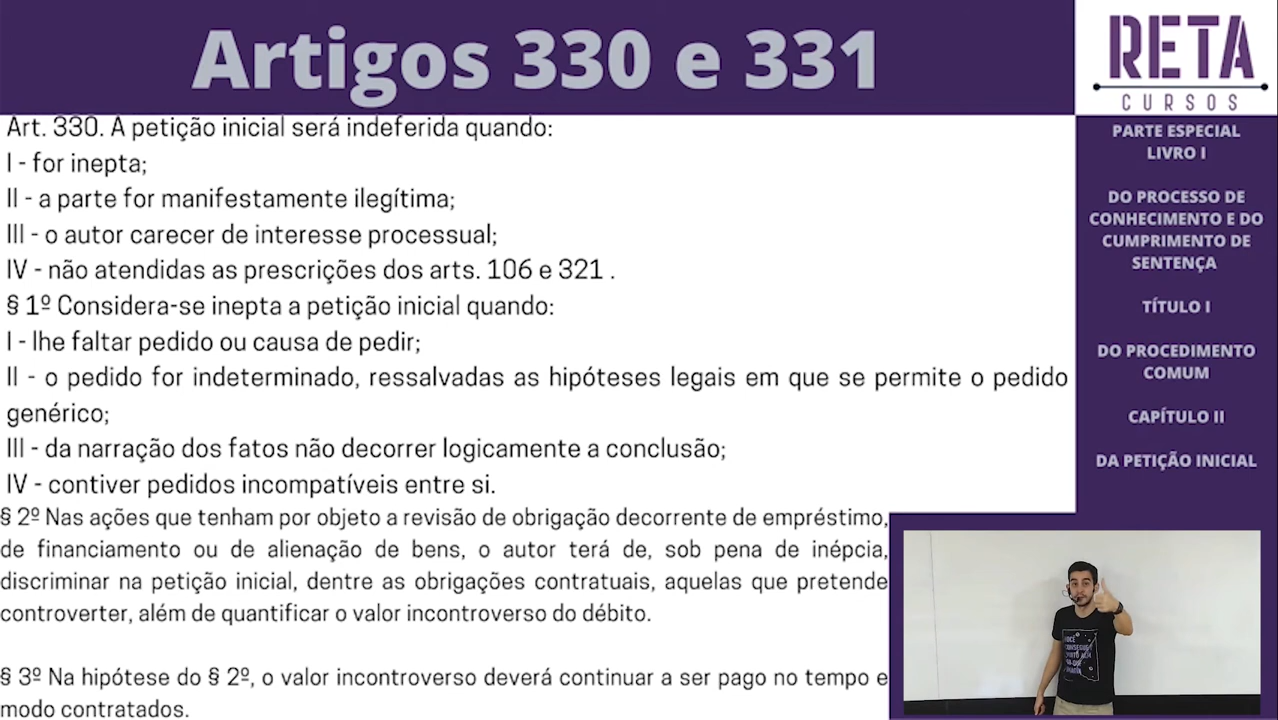 Artigos 330 e 331
RETA
CURSOS
Art. 330. A petição inicial será indeferida quando:
I - for inepta;
II - a parte for manifestamente ilegítima;
III - o autor carecer de interesse processual;
IV - não atendidas as prescrições dos arts. 106 e 321 .
§ 1º Considera-se inepta a petição inicial quando:
I - lhe faltar pedido ou causa de pedir;
II - o pedido for indeterminado, ressalvadas as hipóteses legais em que se permite o pedido
genérico;
III - da narração dos fatos não decorrer logicamente a conclusão;
IV - contiver pedidos incompatíveis entre si.
§ 2º Nas ações que tenham por objeto a revisão de obrigação decorrente de empréstimo,
de financiamento ou de alienação de bens, o autor terá de, sob pena de inépcia,
discriminar na petição inicial, dentre as obrigações contratuais, aquelas que pretende
controverter, além de quantificar o valor incontroverso do débito.
§ 3º Na hipótese do § 2º, o valor incontroverso deverá continuar a ser pago no tempo e
modo contratados.
PARTE ESPECIAL
LIVRO I
DO PROCESSO DE
CONHECIMENTO E DO
CUMPRIMENTO DE
SENTENÇA
TÍTULO I
DO PROCEDIMENTO
COMUM
CAPÍTULO II
DA PETIÇÃO INICIAL